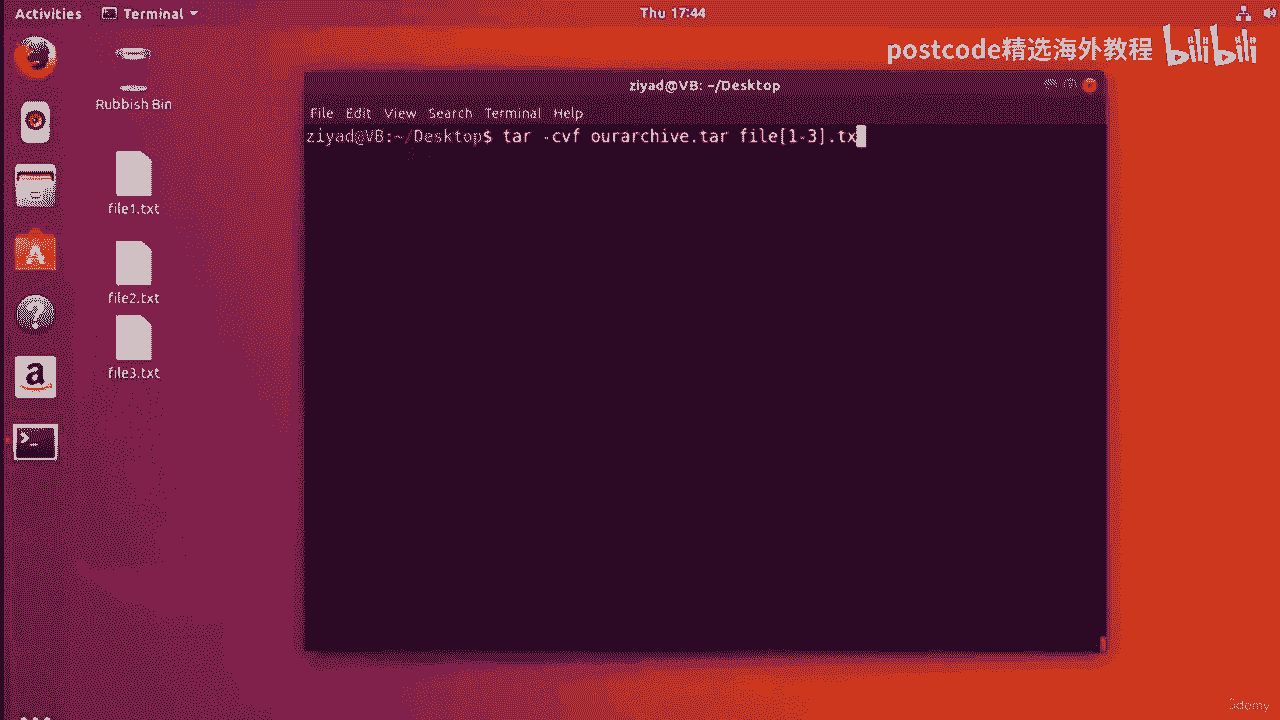 Activities
Terminal
Thu 17:44
postcode精选海外教程 bilibili
Rubbish Bin
ziyad@VB: ~/Desktop
File Edit View Search Terminal Help
ziyad@VB:~/Desktop$ tar -cvf ourarchive.tar file[1-3].tx
file1.txt
file2.txt
file3.txt
Udemy